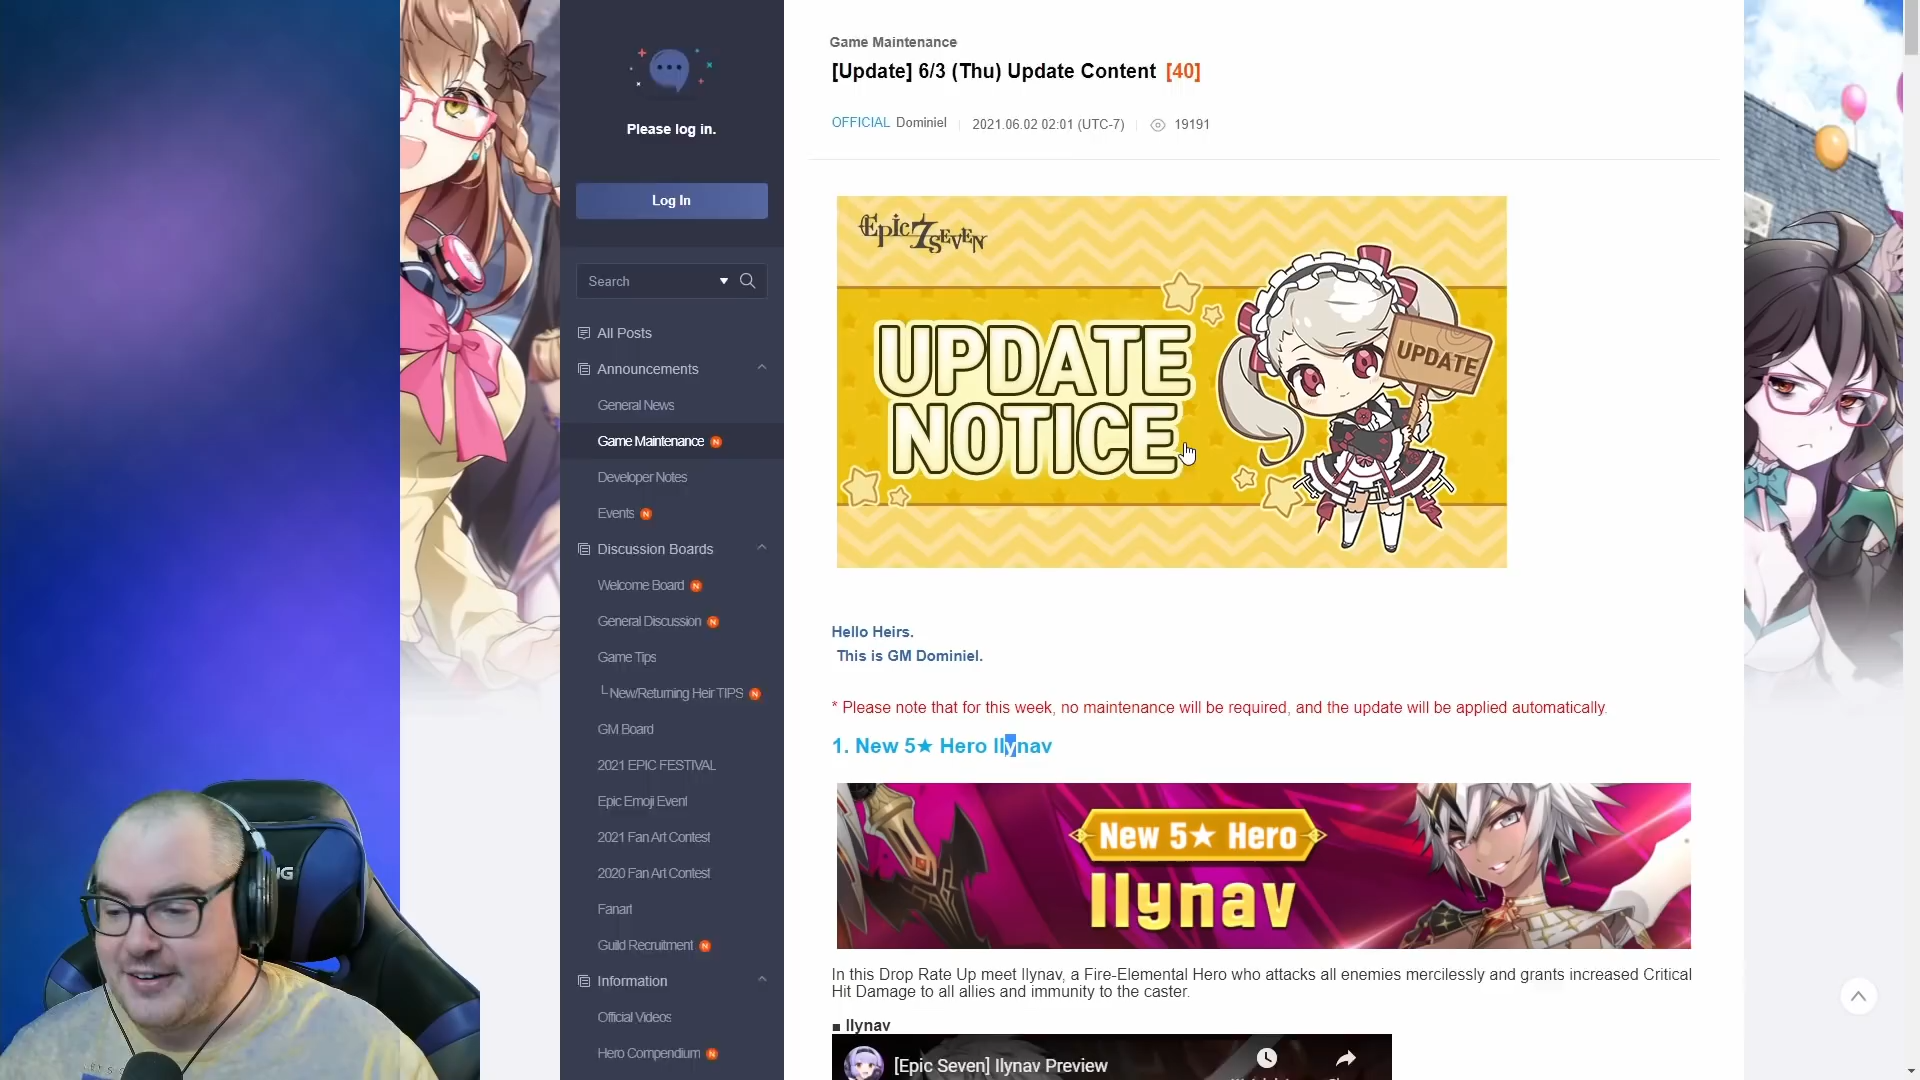 Please log in.
Log In
Search
All Posts
Announcements
General News
Game Maintenance N
Developer Notes
Events N
Discussion Boards
Welcome Board N
General Discussion N
Game Tips
└ New/Returning Heir TIPS N
GM Board
2021 EPIC FESTIVAL
Epic Emoji Event
2021 Fan Art Contest
2020 Fan Art Contest
Fanart
Guild Recruitment N
Information
Official Videos
Hero Compendium N
Game Maintenance
[Update] 6/3 (Thu) Update Content [40]
OFFICIAL Dominiel 2021.06.02 02:01 (UTC-7) 19191
Epic Seven
UPDATE
NOTICE
UPDATE
Hello Heirs.
This is GM Dominiel.
* Please note that for this week, no maintenance will be required, and the update will be applied automatically.
1. New 5★ Hero Ilynav
New 5★ Hero
Ilynav
In this Drop Rate Up meet Ilynav, a Fire-Elemental Hero who attacks all enemies mercilessly and grants increased Critical
Hit Damage to all allies and immunity to the caster.
■ Ilynav
[Epic Seven] Ilynav Preview